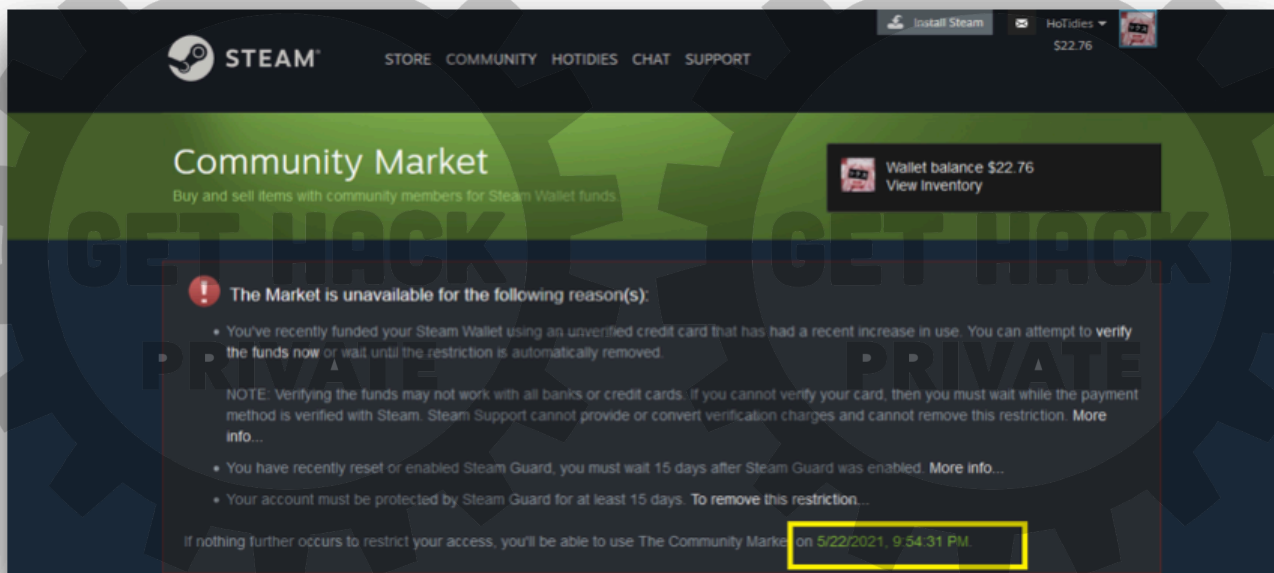 Install Steam
HoTidies
$22.76
STEAM®
STORE COMMUNITY HOTIDIES CHAT SUPPORT
Community Market
Buy and sell items with community members for Steam Wallet funds.
Wallet balance $22.76
View Inventory
GET HACK GET HACK
PRIVATE PRIVATE
The Market is unavailable for the following reason(s):
• You've recently funded your Steam Wallet using an unverified credit card that has had a recent increase in use. You can attempt to verify
the funds now or wait until the restriction is automatically removed.
NOTE: Verifying the funds may not work with all banks or credit cards. If you cannot verify your card, then you must wait while the payment
method is verified with Steam. Steam Support cannot provide or convert verification charges and cannot remove this restriction. More
info...
• You have recently reset or enabled Steam Guard, you must wait 15 days after Steam Guard was enabled. More info...
• Your account must be protected by Steam Guard for at least 15 days. To remove this restriction...
If nothing further occurs to restrict your access, you'll be able to use The Community Market on 5/22/2021, 9:54:31 PM.